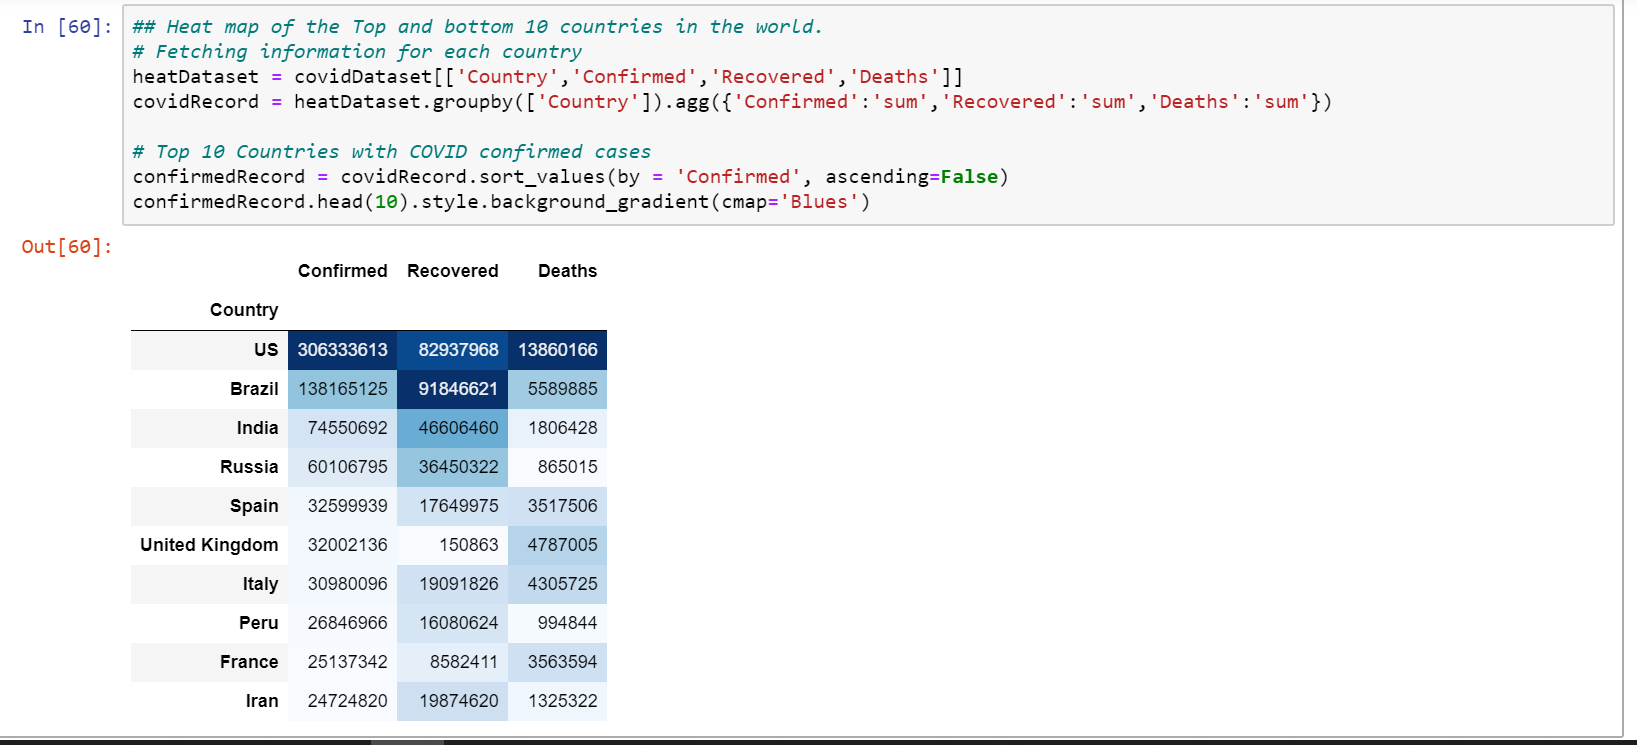 In [60]: ## Heat map of the Top and bottom 10 countries in the world.
# Fetching information for each country
heatDataset = covidDataset[['Country','Confirmed','Recovered','Deaths']]
covidRecord = heatDataset.groupby(['Country']).agg({'Confirmed':'sum','Recovered':'sum','Deaths':'sum'})
# Top 10 Countries with COVID confirmed cases
confirmedRecord = covidRecord.sort_values(by = 'Confirmed', ascending=False)
confirmedRecord.head(10).style.background_gradient(cmap='Blues')
Out[60]:
Confirmed Recovered Deaths
Country
US 306333613 82937968 13860166
Brazil 138165125 91846621 5589885
India 74550692 46606460 1806428
Russia 60106795 36450322 865015
Spain 32599939 17649975 3517506
United Kingdom 32002136 150863 4787005
Italy 30980096 19091826 4305725
Peru 26846966 16080624 994844
France 25137342 8582411 3563594
Iran 24724820 19874620 1325322